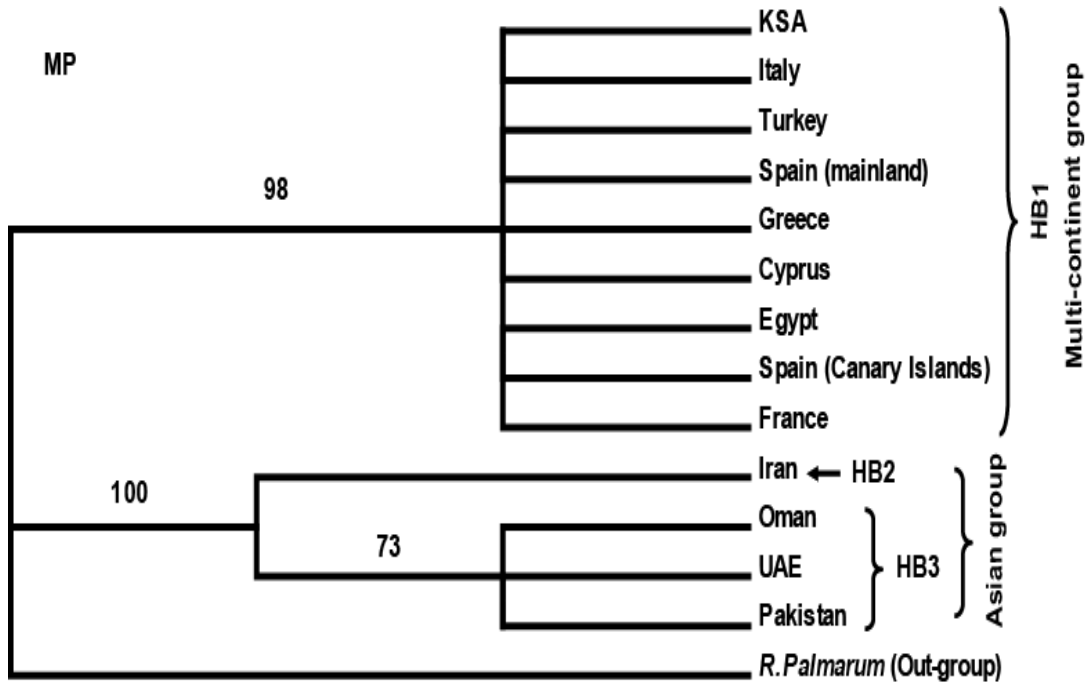 MP
KSA
Italy
Turkey
Spain (mainland)
98
Greece
Cyprus
Egypt
Spain (Canary Islands)
France
HB1
Multi-continent group
Iran
HB2
100
Oman
73
UAE
HB3
Pakistan
Asian group
R.Palmarum (Out-group)